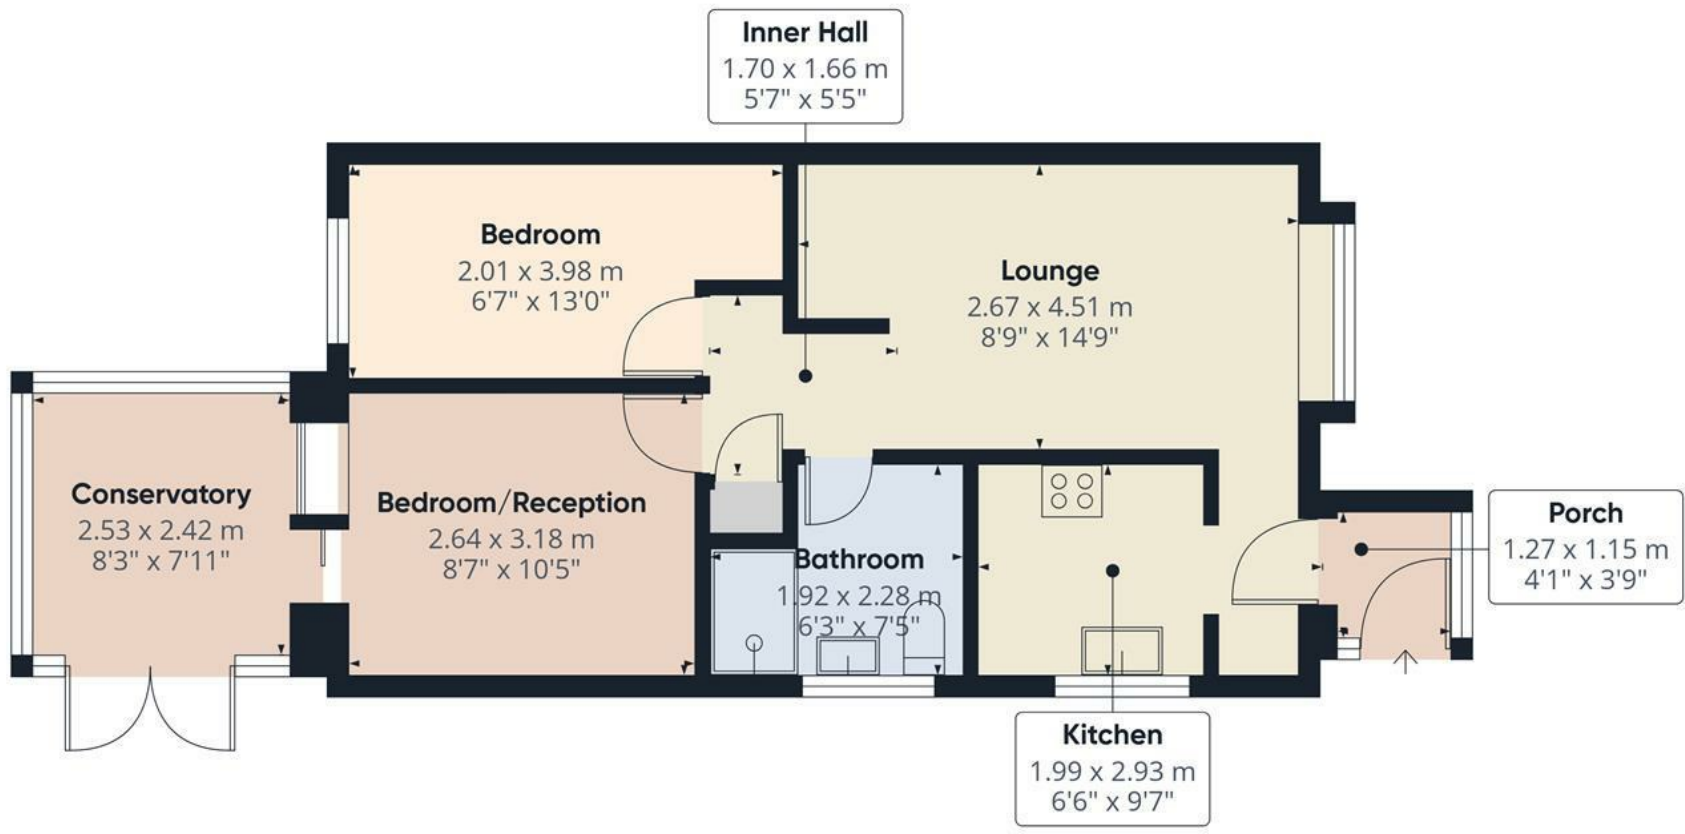 Inner Hall
1.70 x 1.66 m
5'7" x 5'5"
Bedroom
2.01 x 3.98 m
6'7" x 13'0"
Lounge
2.67 x 4.51 m
8'9" x 14'9"
Conservatory
2.53 x 2.42 m
8'3" x 7'11"
Bedroom/Reception
2.64 x 3.18 m
8'7" x 10'5"
Bathroom
1.92 x 2.28 m
6'3" x 7'5"
Porch
1.27 x 1.15 m
4'1" x 3'9"
Kitchen
1.99 x 2.93 m
6'6" x 9'7"